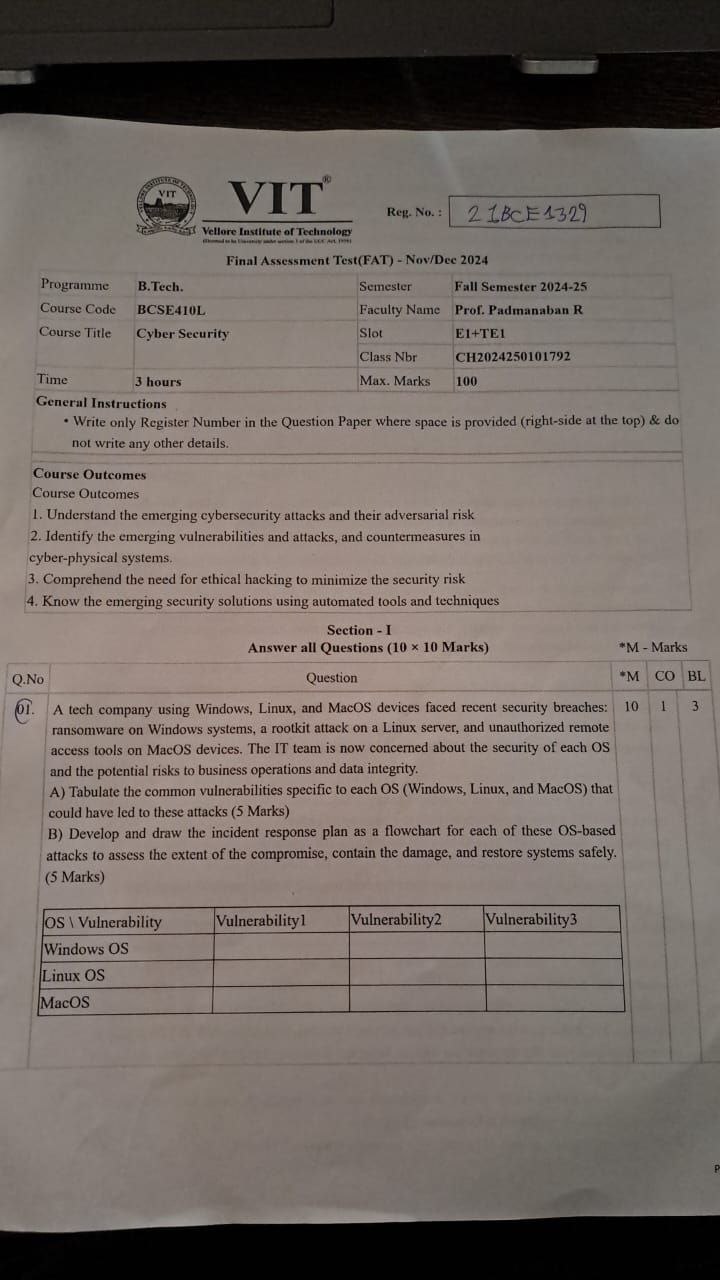 VIT®
VIT
Vellore Institute of Technology
(Deemed to be University under section 3 of the UGC Act, 1956)
Reg. No. : 21BCE1329
Final Assessment Test(FAT) - Nov/Dec 2024
Programme B.Tech. Semester Fall Semester 2024-25
Course Code BCSE410L Faculty Name Prof. Padmanaban R
Course Title Cyber Security Slot E1+TE1
Class Nbr CH2024250101792
Time 3 hours Max. Marks 100
General Instructions
• Write only Register Number in the Question Paper where space is provided (right-side at the top) & do
not write any other details.
Course Outcomes
Course Outcomes
1. Understand the emerging cybersecurity attacks and their adversarial risk
2. Identify the emerging vulnerabilities and attacks, and countermeasures in
cyber-physical systems.
3. Comprehend the need for ethical hacking to minimize the security risk
4. Know the emerging security solutions using automated tools and techniques
Section - I
Answer all Questions (10 × 10 Marks) *M - Marks
Q.No Question *M CO BL
01. A tech company using Windows, Linux, and MacOS devices faced recent security breaches: 10 1 3
ransomware on Windows systems, a rootkit attack on a Linux server, and unauthorized remote
access tools on MacOS devices. The IT team is now concerned about the security of each OS
and the potential risks to business operations and data integrity.
A) Tabulate the common vulnerabilities specific to each OS (Windows, Linux, and MacOS) that
could have led to these attacks (5 Marks)
B) Develop and draw the incident response plan as a flowchart for each of these OS-based
attacks to assess the extent of the compromise, contain the damage, and restore systems safely.
(5 Marks)
OS \ Vulnerability Vulnerability1 Vulnerability2 Vulnerability3
Windows OS
Linux OS
MacOS
P